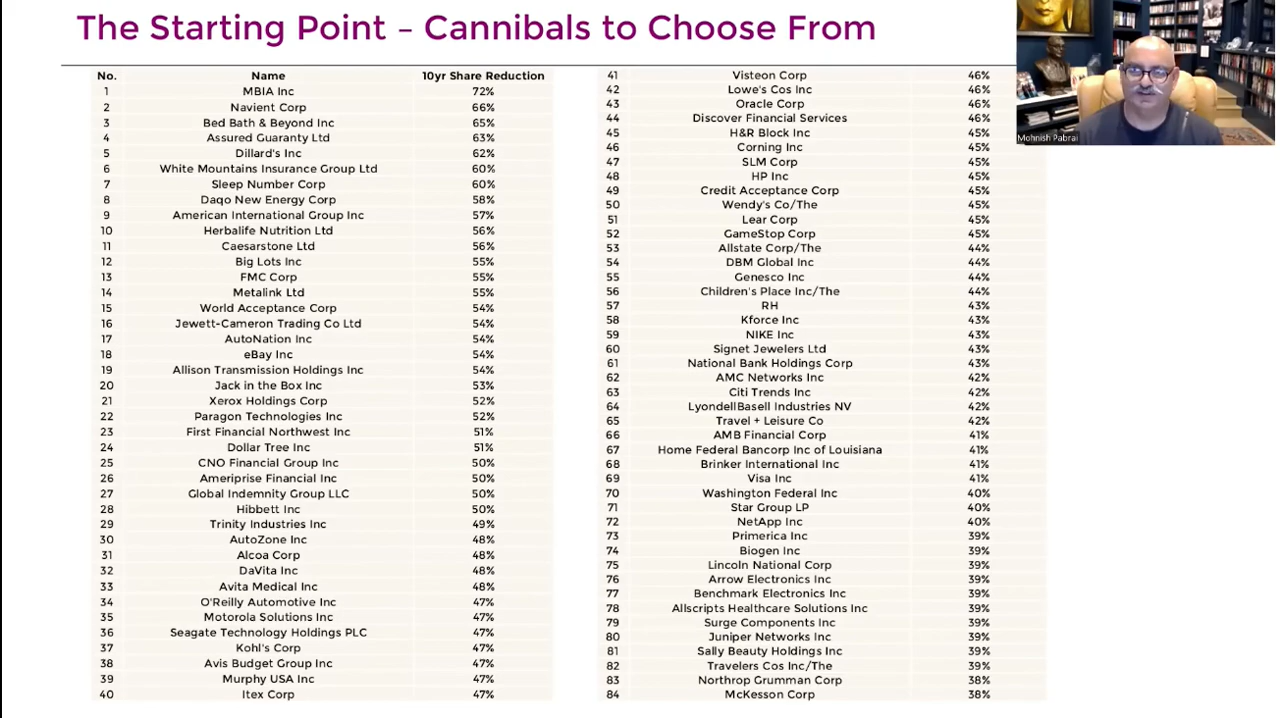 The Starting Point – Cannibals to Choose From
No. Name 10yr Share Reduction
1 MBIA Inc 72%
2 Navient Corp 66%
3 Bed Bath & Beyond Inc 65%
4 Assured Guaranty Ltd 63%
5 Dillard's Inc 62%
6 White Mountains Insurance Group Ltd 60%
7 Sleep Number Corp 60%
8 Daqo New Energy Corp 58%
9 American International Group Inc 57%
10 Herbalife Nutrition Ltd 56%
11 Caesarstone Ltd 56%
12 Big Lots Inc 55%
13 FMC Corp 55%
14 Metalink Ltd 55%
15 World Acceptance Corp 54%
16 Jewett-Cameron Trading Co Ltd 54%
17 AutoNation Inc 54%
18 eBay Inc 54%
19 Allison Transmission Holdings Inc 54%
20 Jack in the Box Inc 53%
21 Xerox Holdings Corp 52%
22 Paragon Technologies Inc 52%
23 First Financial Northwest Inc 51%
24 Dollar Tree Inc 51%
25 CNO Financial Group Inc 50%
26 Ameriprise Financial Inc 50%
27 Global Indemnity Group LLC 50%
28 Hibbett Inc 50%
29 Trinity Industries Inc 49%
30 AutoZone Inc 48%
31 Alcoa Corp 48%
32 DaVita Inc 48%
33 Avita Medical Inc 48%
34 O'Reilly Automotive Inc 47%
35 Motorola Solutions Inc 47%
36 Seagate Technology Holdings PLC 47%
37 Kohl's Corp 47%
38 Avis Budget Group Inc 47%
39 Murphy USA Inc 47%
40 Itex Corp 47%
41 Visteon Corp 46%
42 Lowe's Cos Inc 46%
43 Oracle Corp 46%
44 Discover Financial Services 46%
45 H&R Block Inc 45%
46 Corning Inc 45%
47 SLM Corp 45%
48 HP Inc 45%
49 Credit Acceptance Corp 45%
50 Wendy's Co/The 45%
51 Lear Corp 45%
52 GameStop Corp 45%
53 Allstate Corp/The 44%
54 DBM Global Inc 44%
55 Genesco Inc 44%
56 Children's Place Inc/The 44%
57 RH 43%
58 Kforce Inc 43%
59 NIKE Inc 43%
60 Signet Jewelers Ltd 43%
61 National Bank Holdings Corp 43%
62 AMC Networks Inc 42%
63 Citi Trends Inc 42%
64 LyondellBasell Industries NV 42%
65 Travel + Leisure Co 42%
66 AMB Financial Corp 41%
67 Home Federal Bancorp Inc of Louisiana 41%
68 Brinker International Inc 41%
69 Visa Inc 41%
70 Washington Federal Inc 40%
71 Star Group LP 40%
72 NetApp Inc 40%
73 Primerica Inc 39%
74 Biogen Inc 39%
75 Lincoln National Corp 39%
76 Arrow Electronics Inc 39%
77 Benchmark Electronics Inc 39%
78 Allscripts Healthcare Solutions Inc 39%
79 Surge Components Inc 39%
80 Juniper Networks Inc 39%
81 Sally Beauty Holdings Inc 39%
82 Travelers Cos Inc/The 39%
83 Northrop Grumman Corp 38%
84 McKesson Corp 38%
Mohnish Pabrai